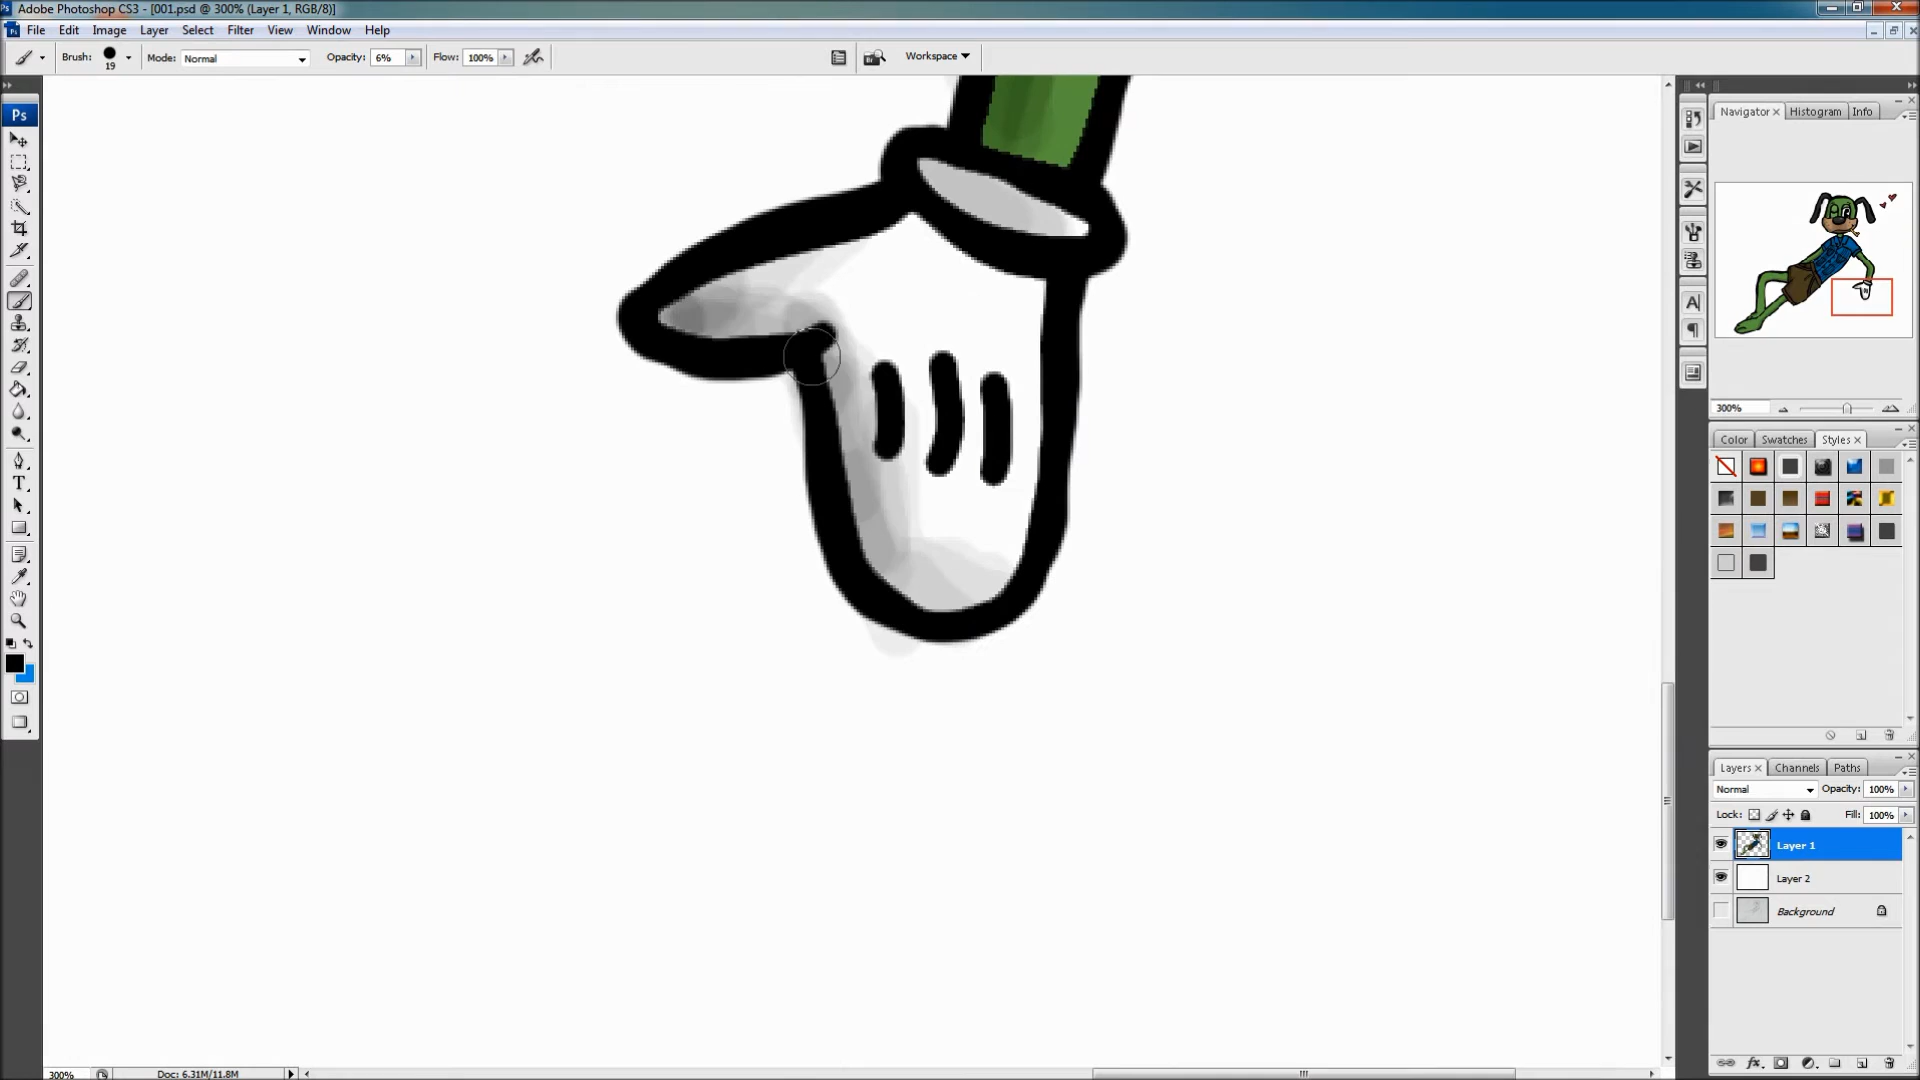 Ps Adobe Photoshop CS3 - [001.psd @ 300% (Layer 1, RGB/8)]
File Edit Image Layer Select Filter View Window Help
Brush: 19 Mode: Normal Opacity: 6% Flow: 100% Workspace
Ps
Navigator Histogram Info
300%
Color Swatches Styles
Layers Channels Paths
Normal Opacity: 100%
Lock: Fill: 100%
Layer 1
Layer 2
Background
300% Doc: 6.31M/11.8M